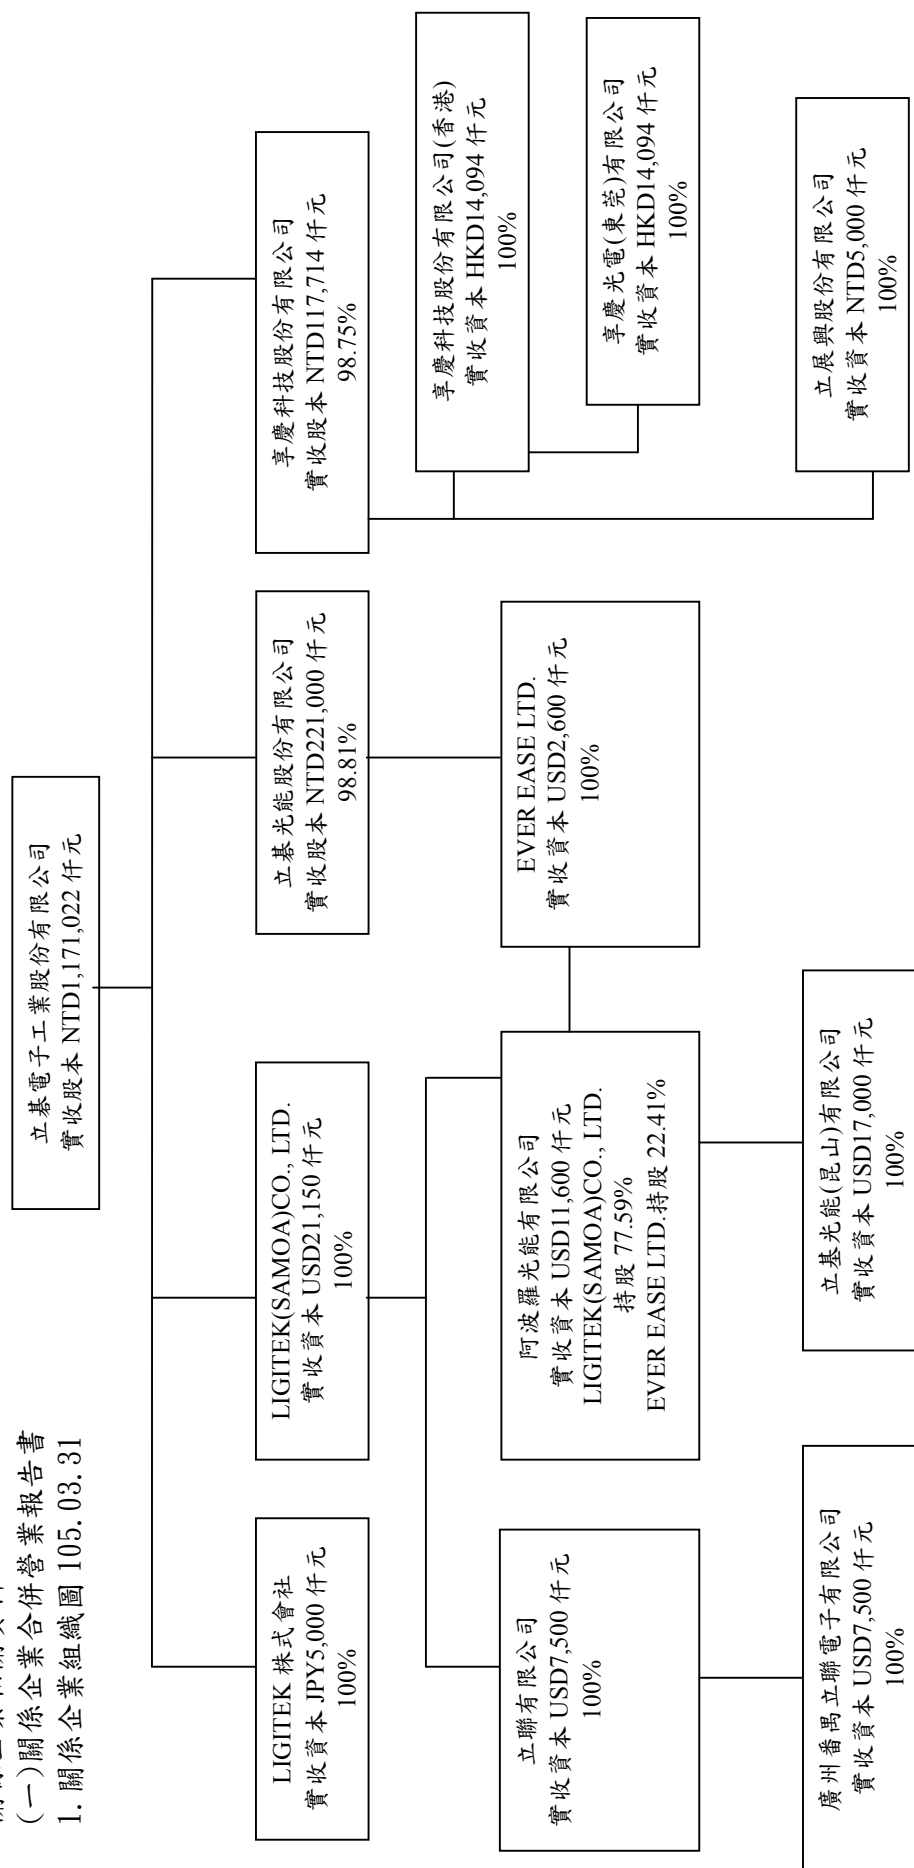 (一)關係企業合併營業報告書
1.關係企業組織圖 105.03.31
立碁電子工業股份有限公司
實收股本 NTD1,171,022 仟元
LIGITEK 株式會社
實收資本 JPY5,000 仟元
100%
LIGITEK(SAMOA)CO., LTD.
實收資本 USD21,150 仟元
100%
立碁光能股份有限公司
實收股本 NTD221,000 仟元
98.81%
享慶科技股份有限公司
實收股本 NTD117,714 仟元
98.75%
享慶科技股份有限公司(香港)
實收資本 HKD14,094 仟元
100%
立聯有限公司
實收資本 USD7,500 仟元
100%
阿波羅光能有限公司
實收資本 USD11,600 仟元
LIGITEK(SAMOA)CO., LTD.
持股 77.59%
EVER EASE LTD.持股 22.41%
EVER EASE LTD.
實收資本 USD2,600 仟元
100%
享慶光電(東莞)有限公司
實收資本 HKD14,094 仟元
100%
廣州番禺立聯電子有限公司
實收資本 USD7,500 仟元
100%
立基光能(昆山)有限公司
實收資本 USD17,000 仟元
100%
立展興股份有限公司
實收資本 NTD5,000 仟元
100%